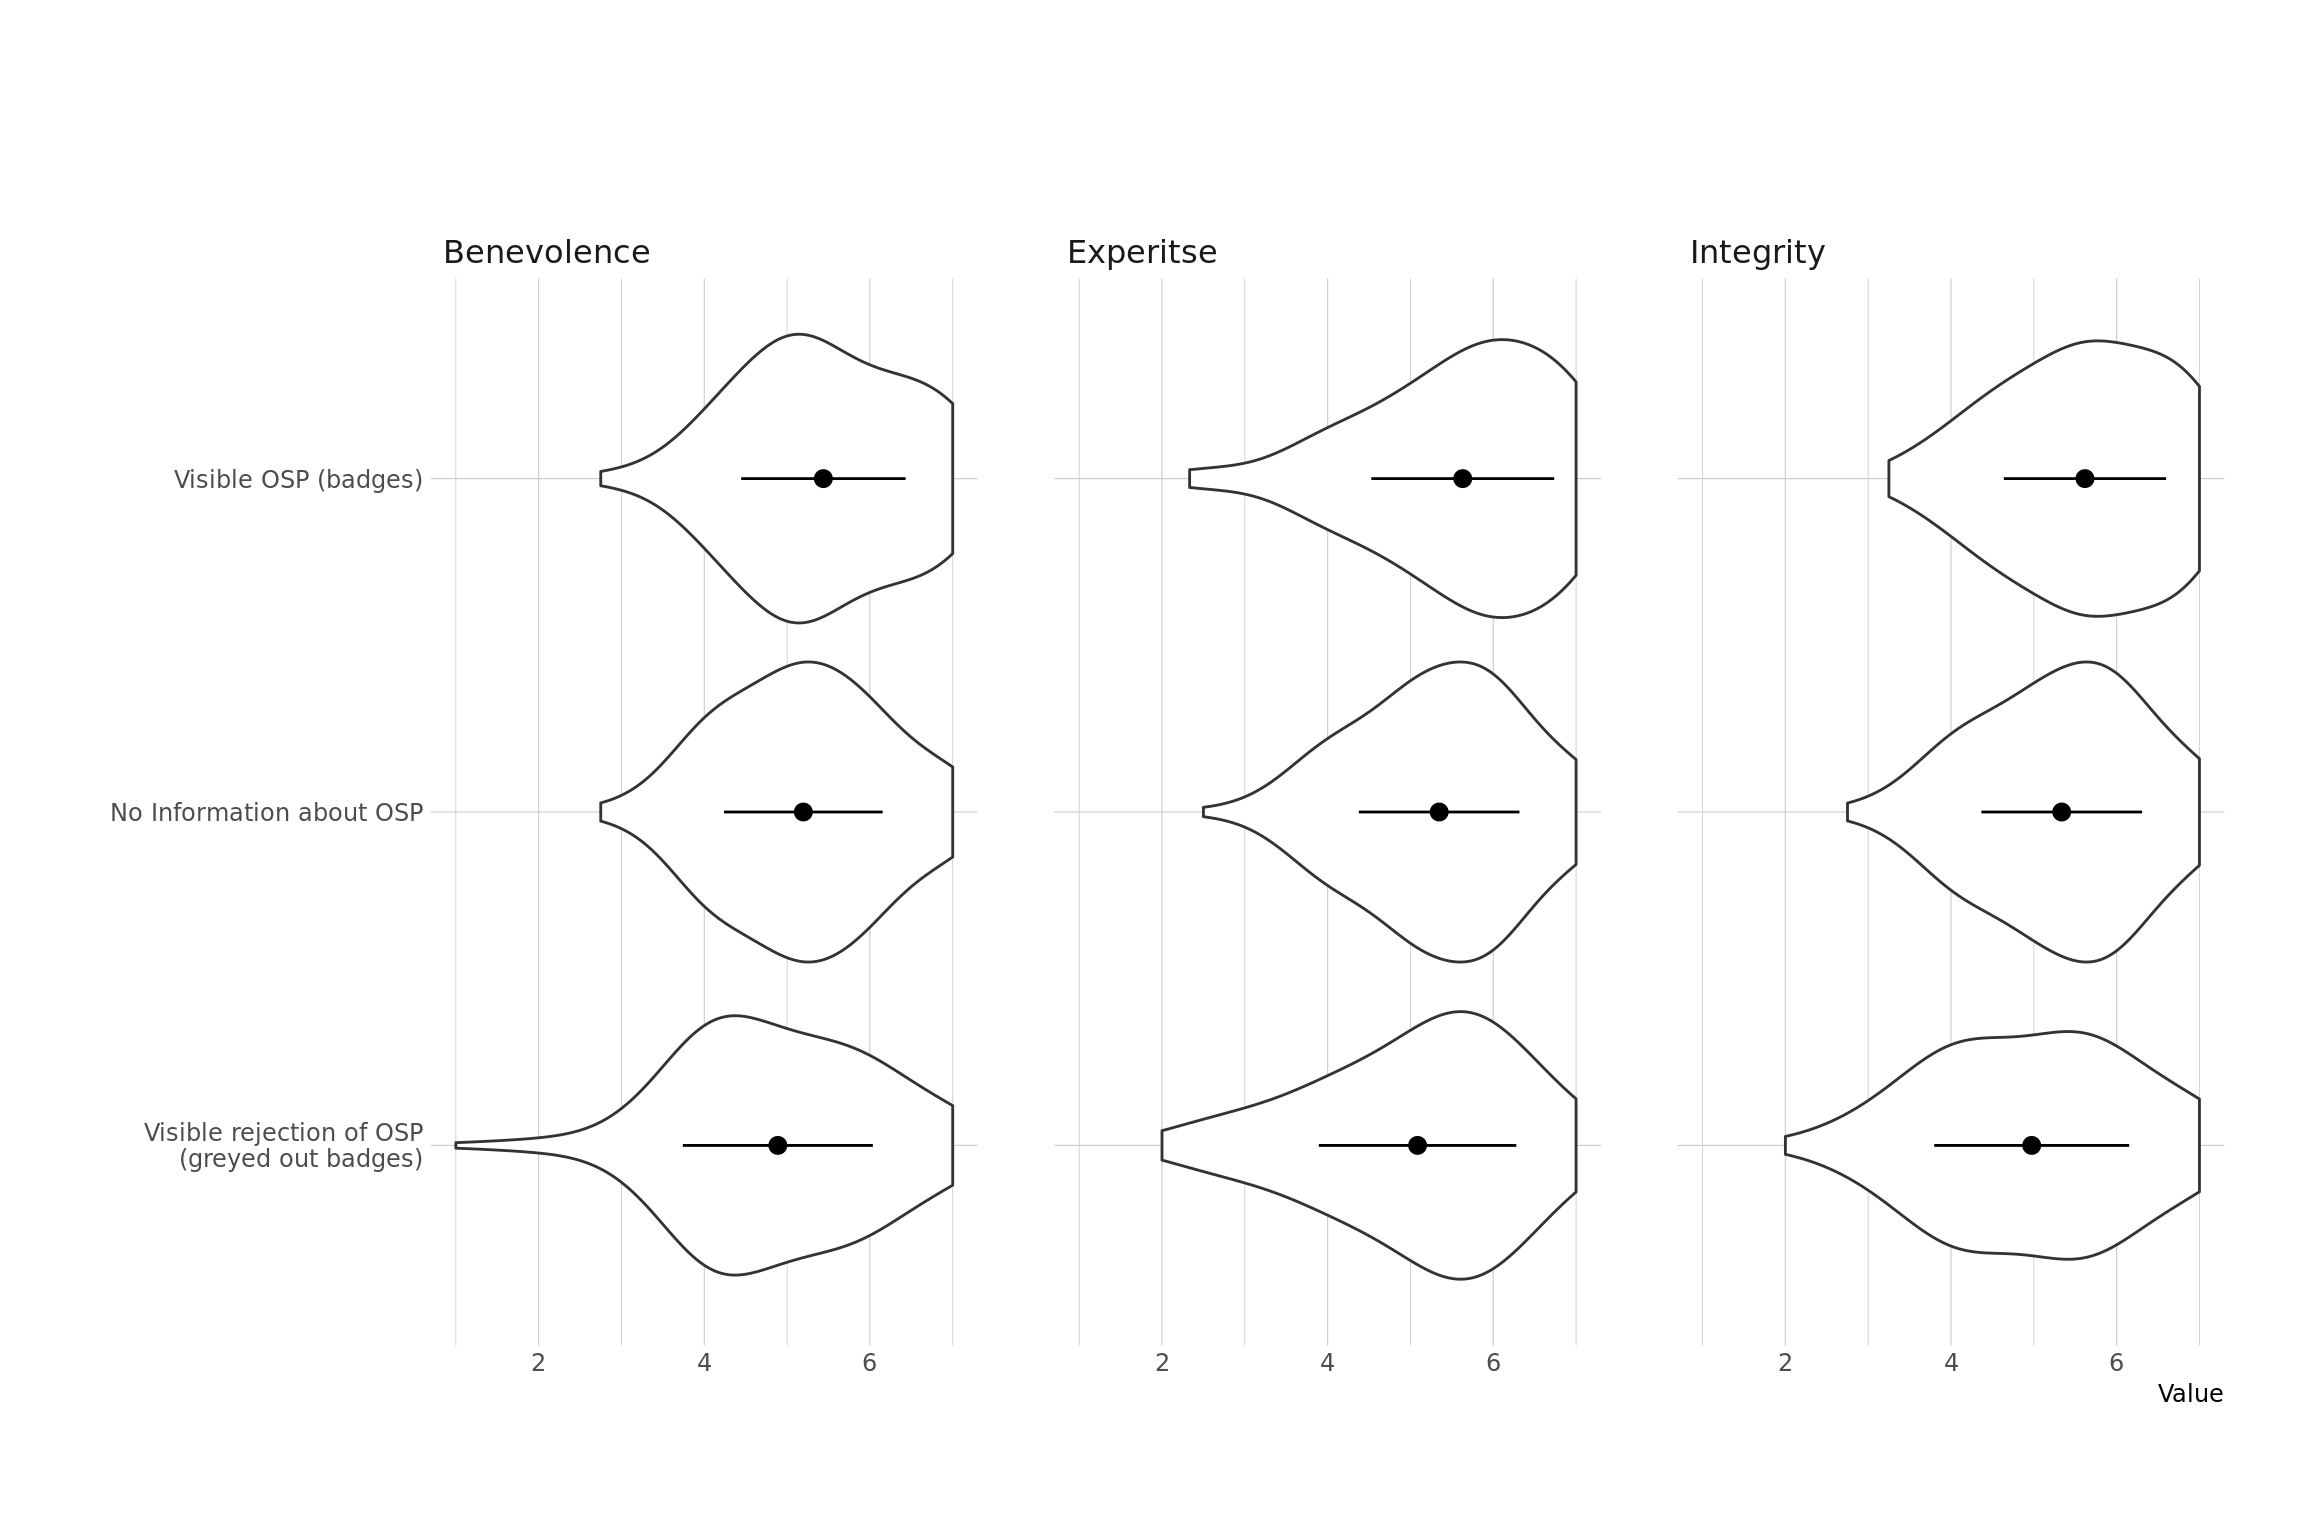 Benevolence
Experitse
Integrity
Visible OSP (badges)
No Information about OSP
Visible rejection of OSP
(greyed out badges)
2 4 6 2 4 6 2 4 6
Value